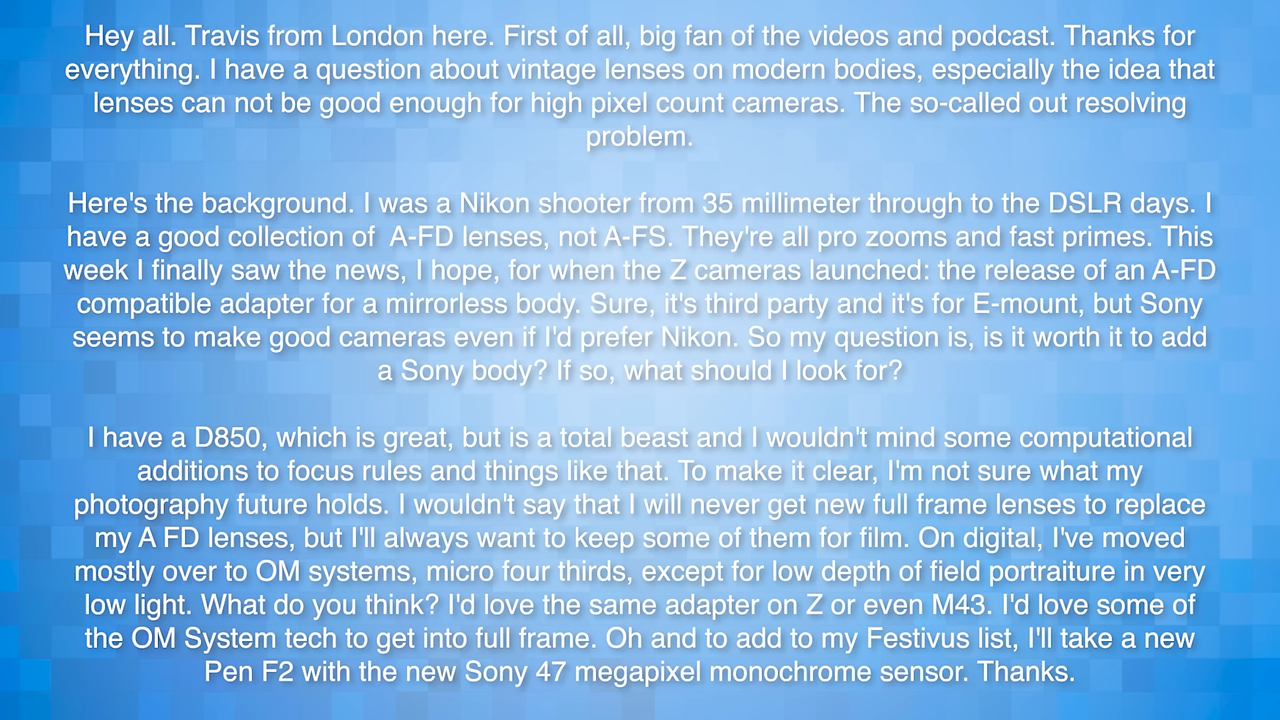 Hey all. Travis from London here. First of all, big fan of the videos and podcast. Thanks for
everything. I have a question about vintage lenses on modern bodies, especially the idea that
lenses can not be good enough for high pixel count cameras. The so-called out resolving
problem.
Here's the background. I was a Nikon shooter from 35 millimeter through to the DSLR days. I
have a good collection of  A-FD lenses, not A-FS. They're all pro zooms and fast primes. This
week I finally saw the news, I hope, for when the Z cameras launched: the release of an A-FD
compatible adapter for a mirrorless body. Sure, it's third party and it's for E-mount, but Sony
seems to make good cameras even if I'd prefer Nikon. So my question is, is it worth it to add
a Sony body? If so, what should I look for?
I have a D850, which is great, but is a total beast and I wouldn't mind some computational
additions to focus rules and things like that. To make it clear, I'm not sure what my
photography future holds. I wouldn't say that I will never get new full frame lenses to replace
my A FD lenses, but I'll always want to keep some of them for film. On digital, I've moved
mostly over to OM systems, micro four thirds, except for low depth of field portraiture in very
low light. What do you think? I'd love the same adapter on Z or even M43. I'd love some of
the OM System tech to get into full frame. Oh and to add to my Festivus list, I'll take a new
Pen F2 with the new Sony 47 megapixel monochrome sensor. Thanks.